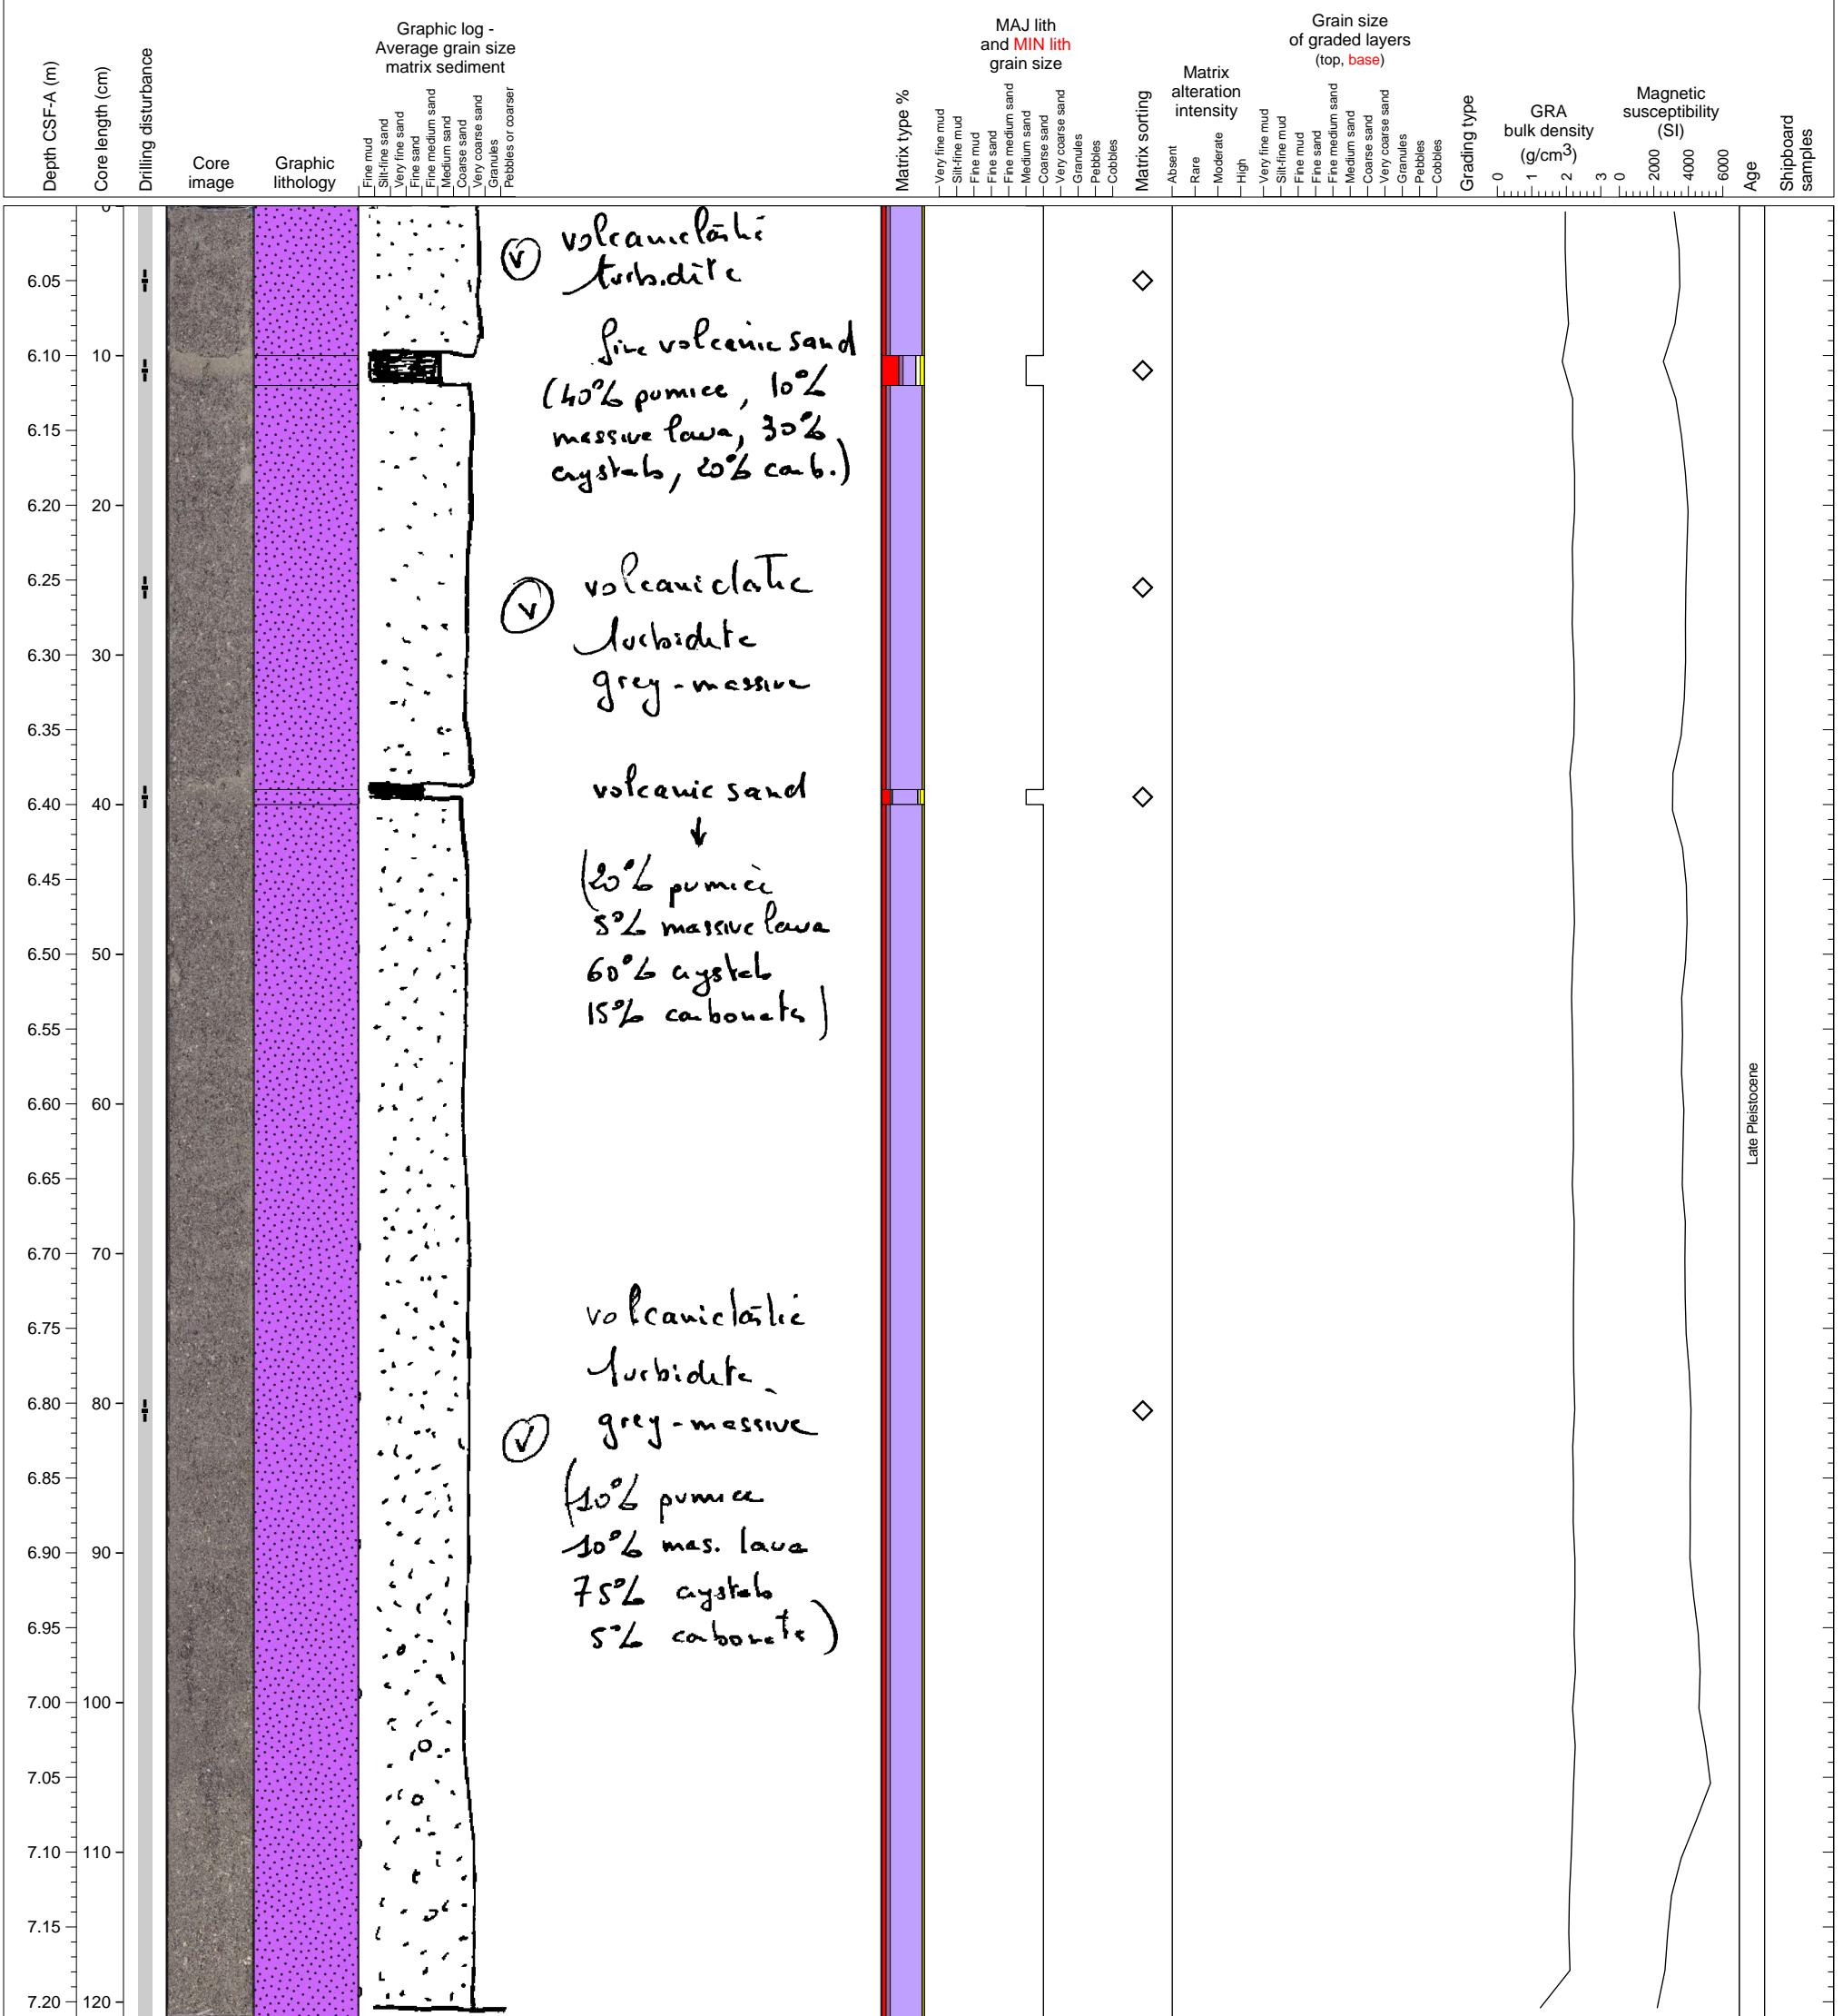 Depth CSF-A (m)
Core length (cm)
Drilling disturbance
Core
image
Graphic
lithology
Graphic log -
Average grain size
matrix sediment
Fine mud
Silt-fine sand
Very fine sand
Fine sand
Fine medium sand
Medium sand
Coarse sand
Very coarse sand
Granules
Pebbles or coarser
Matrix type %
MAJ lith
and MIN lith
grain size
Very fine mud
Silt-fine mud
Fine mud
Fine sand
Fine medium sand
Medium sand
Coarse sand
Very coarse sand
Granules
Pebbles
Cobbles
Matrix sorting
Matrix
alteration
intensity
Absent
Rare
Moderate
High
Grain size
of graded layers
(top, base)
Very fine mud
Silt-fine mud
Fine mud
Fine sand
Fine medium sand
Medium sand
Coarse sand
Very coarse sand
Granules
Pebbles
Cobbles
Grading type
GRA
bulk density
(g/cm3)
0 1 2 3
Magnetic
susceptibility
(SI)
0 2000 4000 6000
Age
Shipboard
samples
0
6.05
6.10 10
6.15
6.20 20
6.25
6.30 30
6.35
6.40 40
6.45
6.50 50
6.55
6.60 60
6.65
6.70 70
6.75
6.80 80
6.85
6.90 90
6.95
7.00 100
7.05
7.10 110
7.15
7.20 120
V volcaniclastic
turbidite
fine volcanic sand
(40% pumice, 10%
massive lava, 30%
crystals, 20% carb.)
V volcaniclastic
turbidite
grey-massive
volcanic sand
(20% pumice
5% massive lava
60% crystals
15% carbonates)
volcaniclastic
turbidite
V grey-massive
(10% pumice
10% mas. lava
75% crystals
5% carbonate)
Late Pleistocene